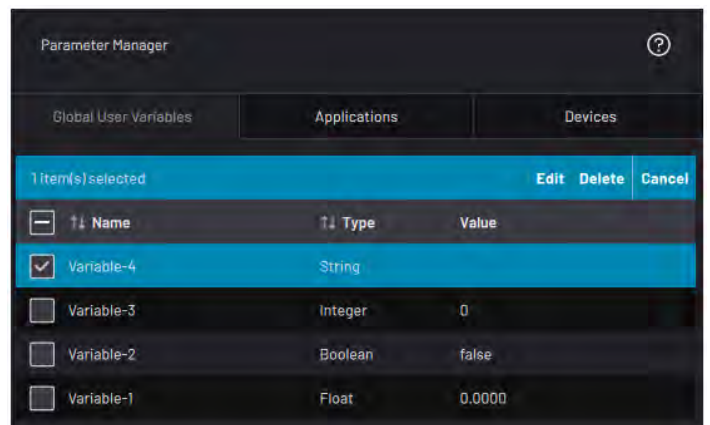 Parameter Manager
Global User Variables Applications Devices
1 item(s) selected Edit Delete Cancel
Name Type Value
Variable-4 String
Variable-3 Integer 0
Variable-2 Boolean false
Variable-1 Float 0.0000